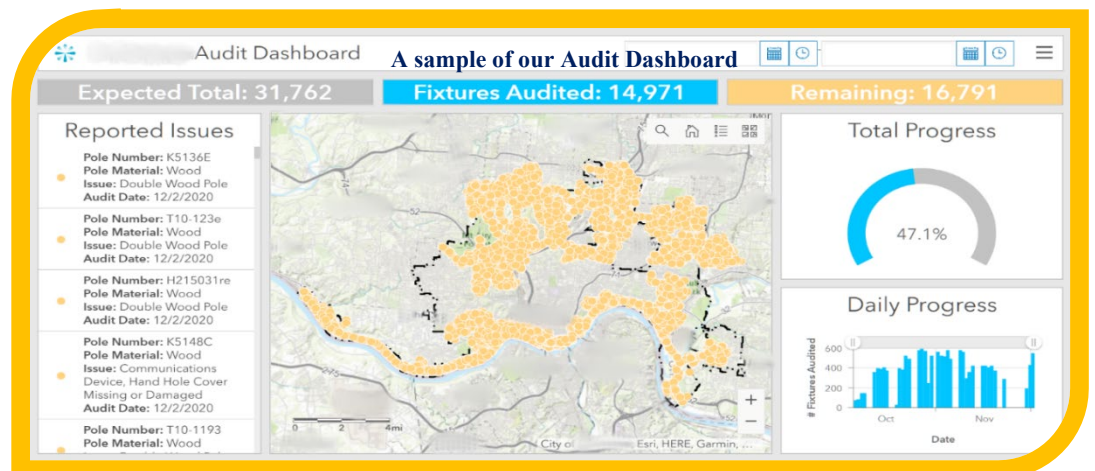 Audit Dashboard
A sample of our Audit Dashboard
Expected Total: 31,762
Fixtures Audited: 14,971
Remaining: 16,791
Reported Issues
Pole Number: K5136E
Pole Material: Wood
Issue: Double Wood Pole
Audit Date: 12/2/2020
Pole Number: T10-123e
Pole Material: Wood
Issue: Double Wood Pole
Audit Date: 12/2/2020
Pole Number: H215031re
Pole Material: Wood
Issue: Double Wood Pole
Audit Date: 12/2/2020
Pole Number: K5148C
Pole Material: Wood
Issue: Communications
Device, Hand Hole Cover
Missing or Damaged
Audit Date: 12/2/2020
Pole Number: T10-1193
Pole Material: Wood
74
52
0 2 4mi
City of
Esri, HERE, Garmin, ...
+
−
Total Progress
47.1%
Daily Progress
# Fixtures Audited
600
400
200
0
Oct Nov
Date